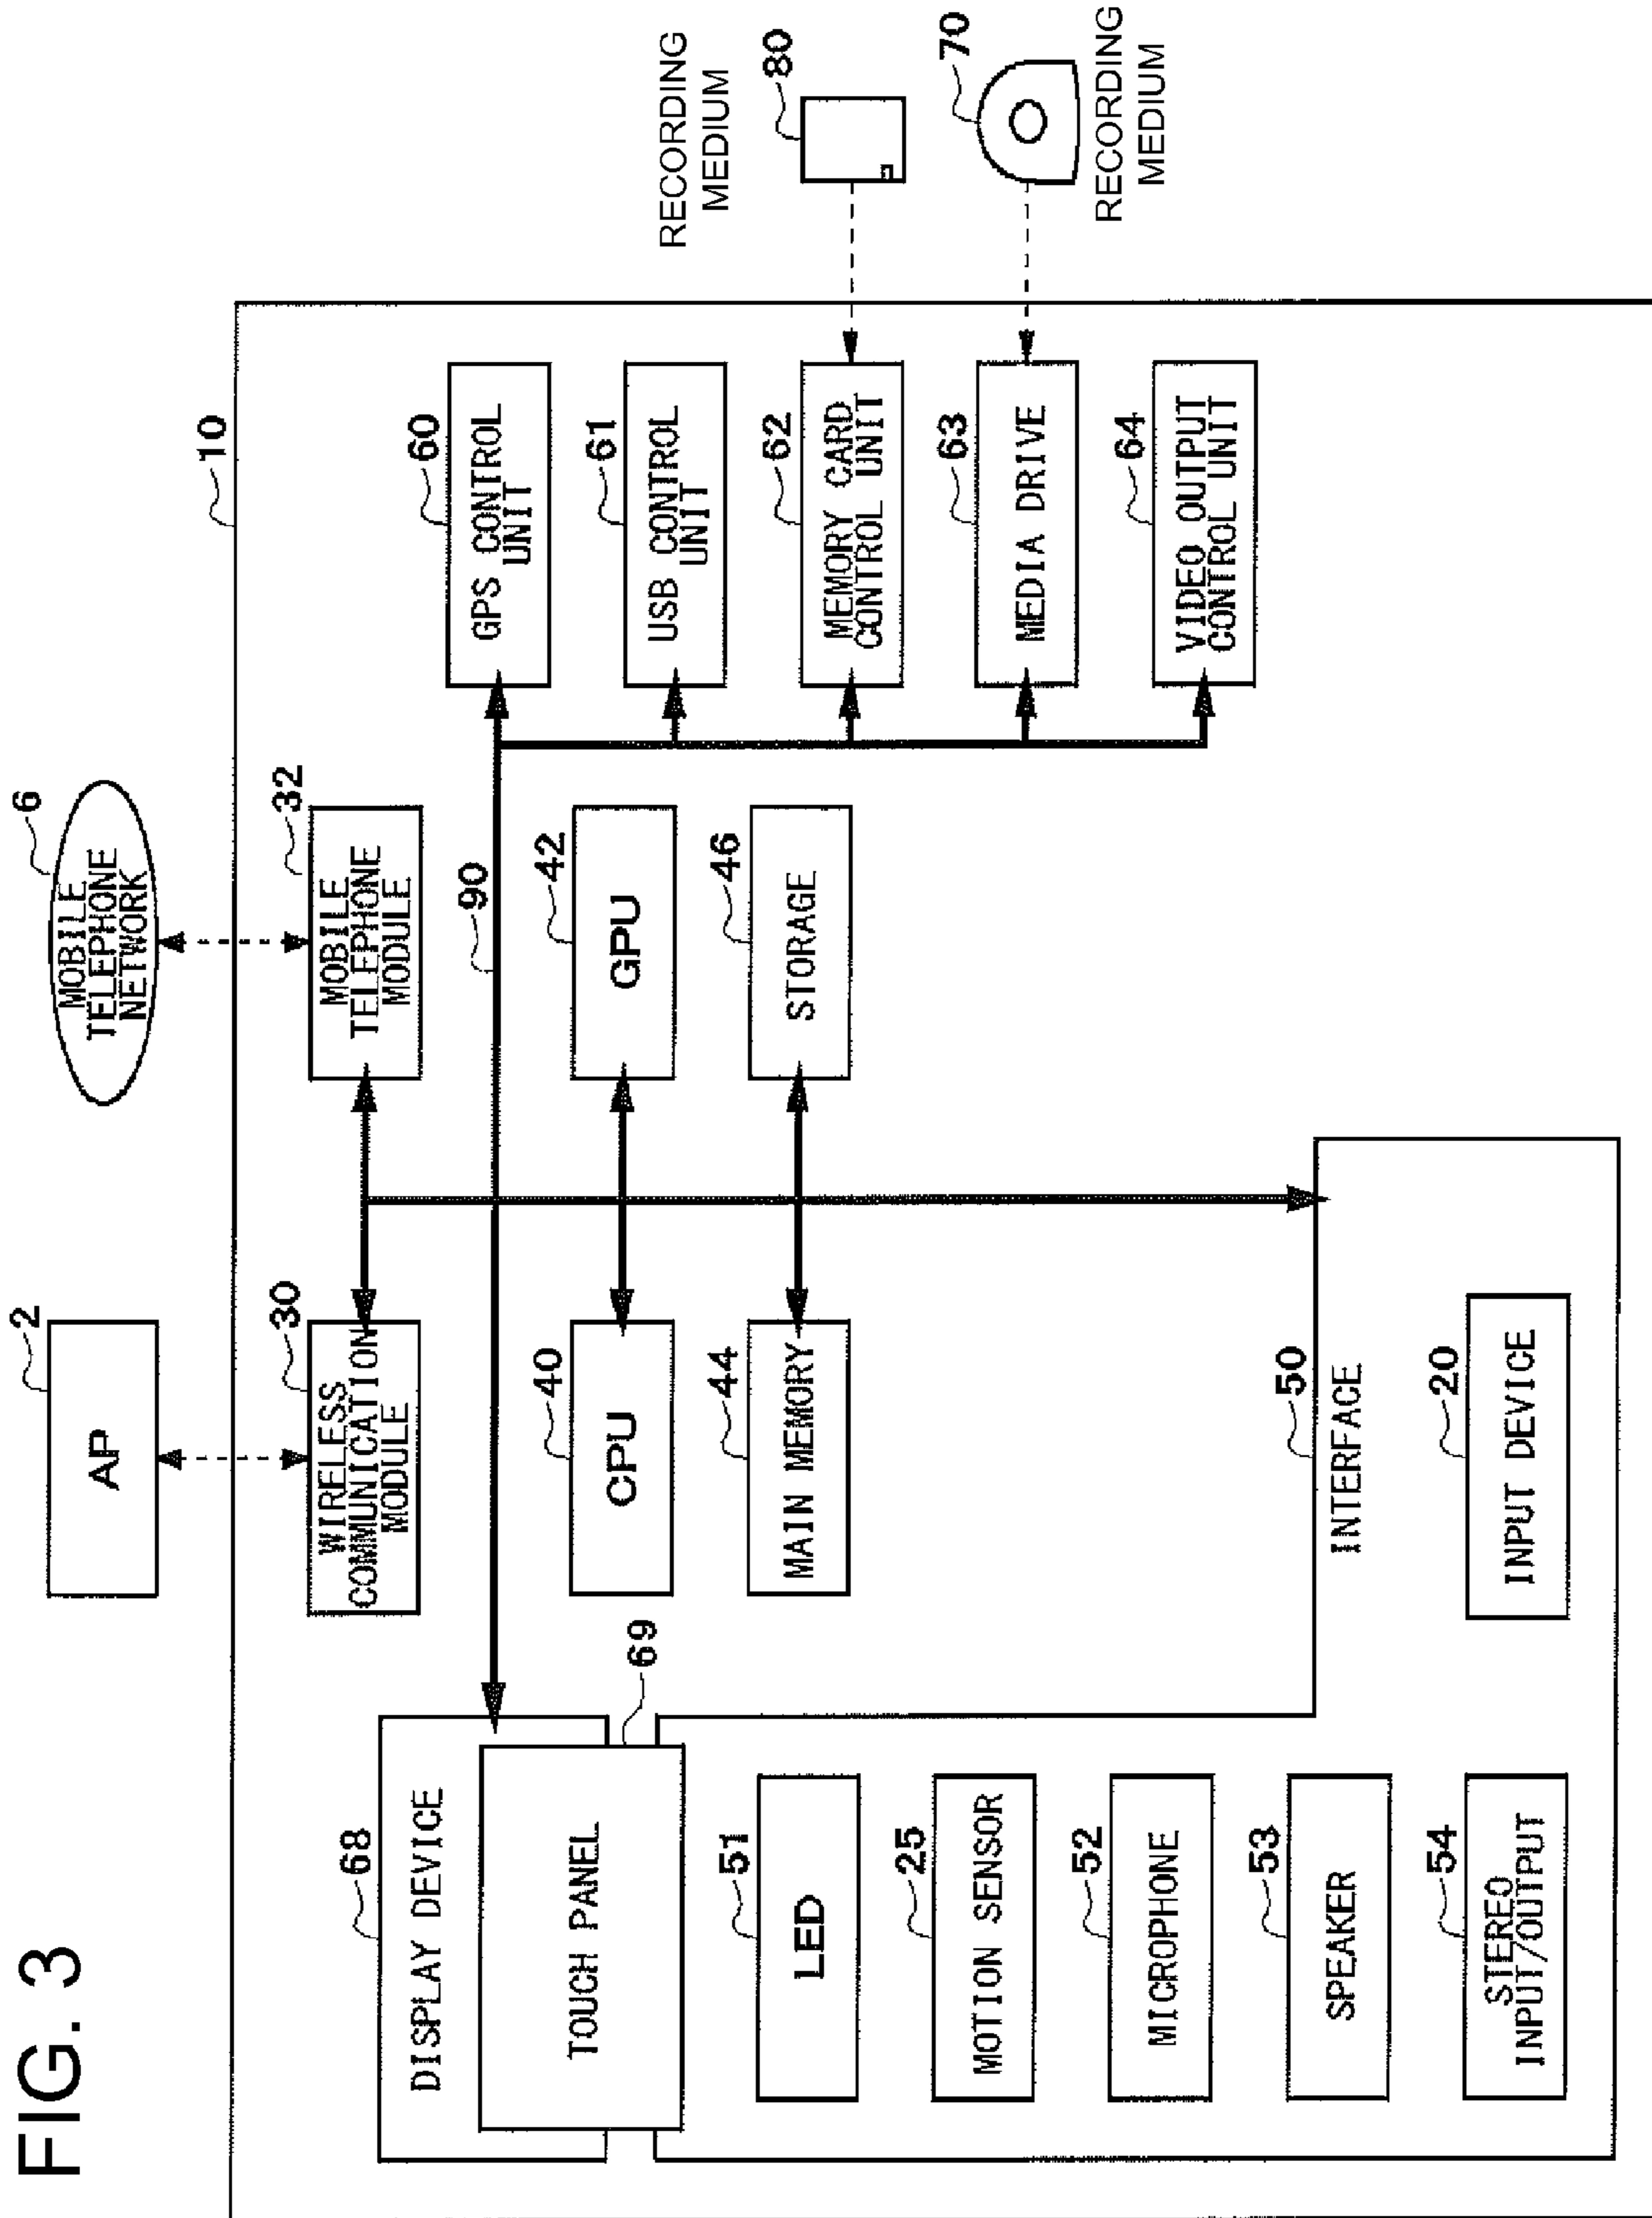 FIG. 3
2
AP
6
MOBILE
TELEPHONE
NETWORK
10
30
WIRELESS
COMMUNICATION
MODULE
32
MOBILE
TELEPHONE
MODULE
68
DISPLAY DEVICE
TOUCH PANEL
69
90
40
CPU
42
GPU
44
MAIN MEMORY
46
STORAGE
60
GPS CONTROL
UNIT
61
USB CONTROL
UNIT
62
MEMORY CARD
CONTROL UNIT
63
MEDIA DRIVE
64
VIDEO OUTPUT
CONTROL UNIT
RECORDING
MEDIUM
80
70
RECORDING
MEDIUM
51
LED
25
MOTION SENSOR
52
MICROPHONE
53
SPEAKER
54
STEREO
INPUT/OUTPUT
50
INTERFACE
20
INPUT DEVICE